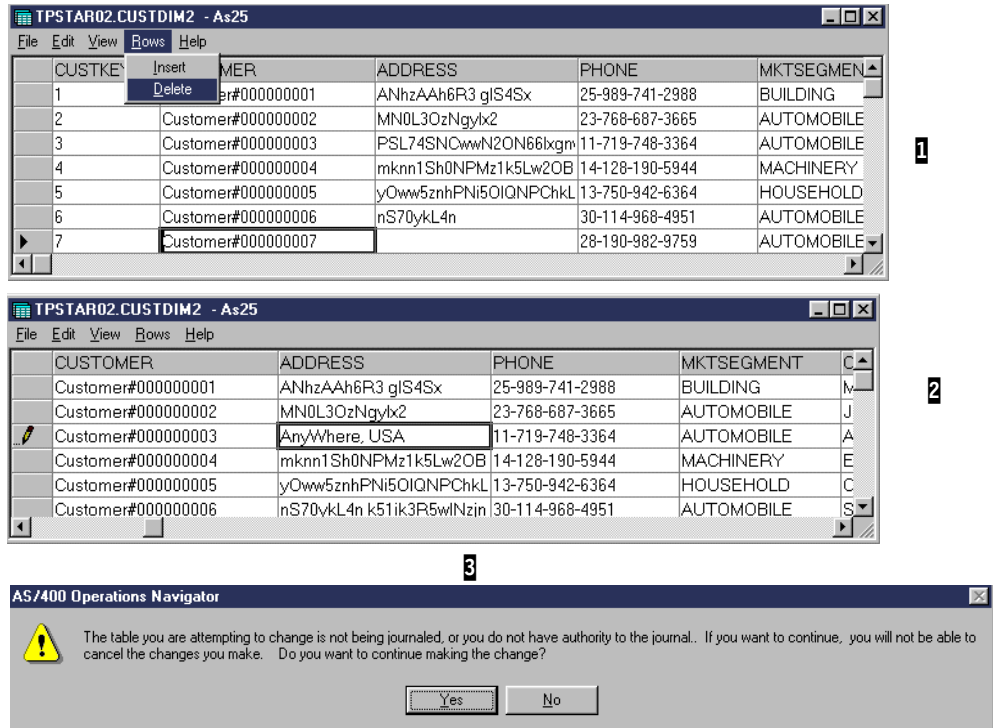 TPSTAR02.CUSTDIM2 - As25
File Edit View Rows Help
Insert
Delete
CUSTKEY MER ADDRESS PHONE MKTSEGMEN
1 er#000000001 ANhzAAh6R3 gIS4Sx 25-989-741-2988 BUILDING
2 Customer#000000002 MN0L3OzNgylx2 23-768-687-3665 AUTOMOBILE
3 Customer#000000003 11-719-748-3364 AUTOMOBILE
4 Customer#000000004 mknn1Sh0NPMz1k5Lw2OB 14-128-190-5944 MACHINERY
5 Customer#000000005 yOww5znhPNi5OIQNPChkL 13-750-942-6364 HOUSEHOLD
6 Customer#000000006 nS70ykL4n 30-114-968-4951 AUTOMOBILE
7 Customer#000000007 28-190-982-9759 AUTOMOBILE
1
TPSTAR02.CUSTDIM2 - As25
File Edit View Rows Help
CUSTOMER ADDRESS PHONE MKTSEGMENT C
Customer#000000001 ANhzAAh6R3 gIS4Sx 25-989-741-2988 BUILDING M
Customer#000000002 MN0L3OzNgylx2 23-768-687-3665 AUTOMOBILE J
Customer#000000003 AnyWhere, USA 11-719-748-3364 AUTOMOBILE A
Customer#000000004 mknn1Sh0NPMz1k5Lw2OB 14-128-190-5944 MACHINERY E
Customer#000000005 yOww5znhPNi5OIQNPChkL 13-750-942-6364 HOUSEHOLD C
Customer#000000006 nS70ykL4n k51ik3R5wINzjn 30-114-968-4951 AUTOMOBILE S
2
3
AS/400 Operations Navigator
The table you are attempting to change is not being journaled, or you do not have authority to the journal.. If you want to continue, you will not be able to
cancel the changes you make. Do you want to continue making the change?
Yes No